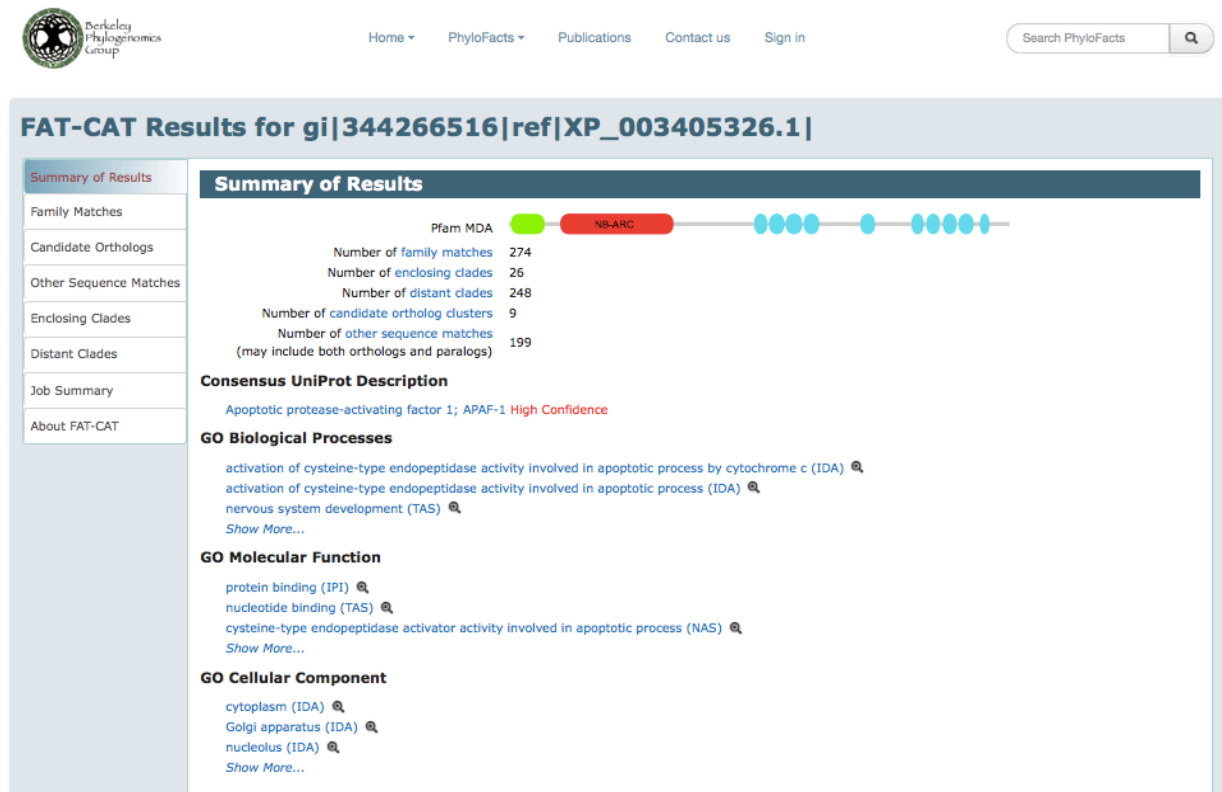 Berkeley
Phylogenomics
Group
Home PhyloFacts Publications Contact us Sign in
Search PhyloFacts
FAT-CAT Results for gi|344266516|ref|XP_003405326.1|
Summary of Results
Family Matches
Candidate Orthologs
Other Sequence Matches
Enclosing Clades
Distant Clades
Job Summary
About FAT-CAT
Summary of Results
Pfam MDA NB-ARC
Number of family matches 274
Number of enclosing clades 26
Number of distant clades 248
Number of candidate ortholog clusters 9
Number of other sequence matches
(may include both orthologs and paralogs) 199
Consensus UniProt Description
Apoptotic protease-activating factor 1; APAF-1 High Confidence
GO Biological Processes
activation of cysteine-type endopeptidase activity involved in apoptotic process by cytochrome c (IDA)
activation of cysteine-type endopeptidase activity involved in apoptotic process (IDA)
nervous system development (TAS)
Show More...
GO Molecular Function
protein binding (IPI)
nucleotide binding (TAS)
cysteine-type endopeptidase activator activity involved in apoptotic process (NAS)
Show More...
GO Cellular Component
cytoplasm (IDA)
Golgi apparatus (IDA)
nucleolus (IDA)
Show More...